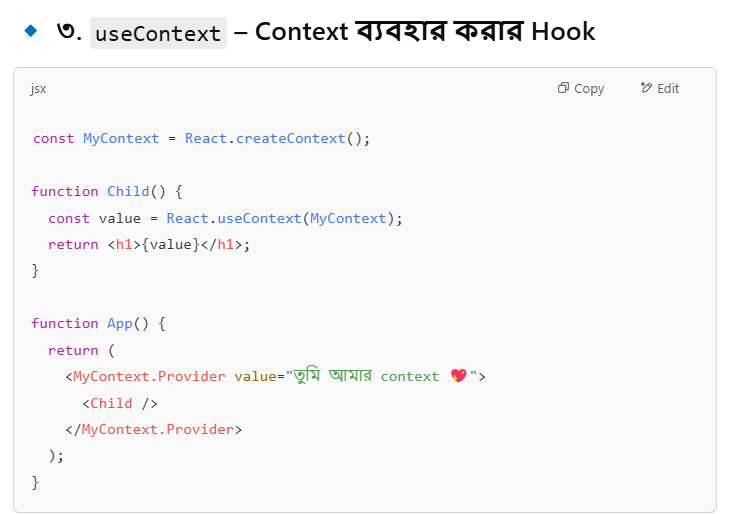 ৩. useContext – Context ব্যবহার করার Hook
jsx Copy Edit
const MyContext = React.createContext();
function Child() {
  const value = React.useContext(MyContext);
  return <h1>{value}</h1>;
}
function App() {
  return (
    <MyContext.Provider value="তুমি আমার context 💖">
      <Child />
    </MyContext.Provider>
  );
}